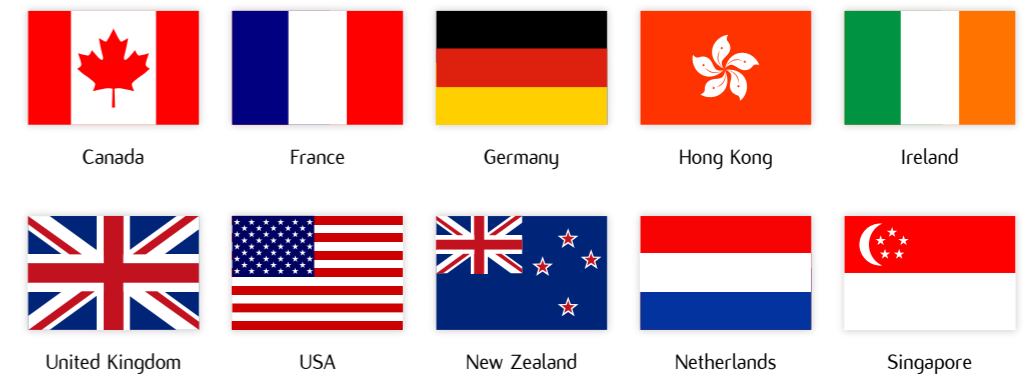 Canada
France
Germany
Hong Kong
Ireland
United Kingdom
USA
New Zealand
Netherlands
Singapore